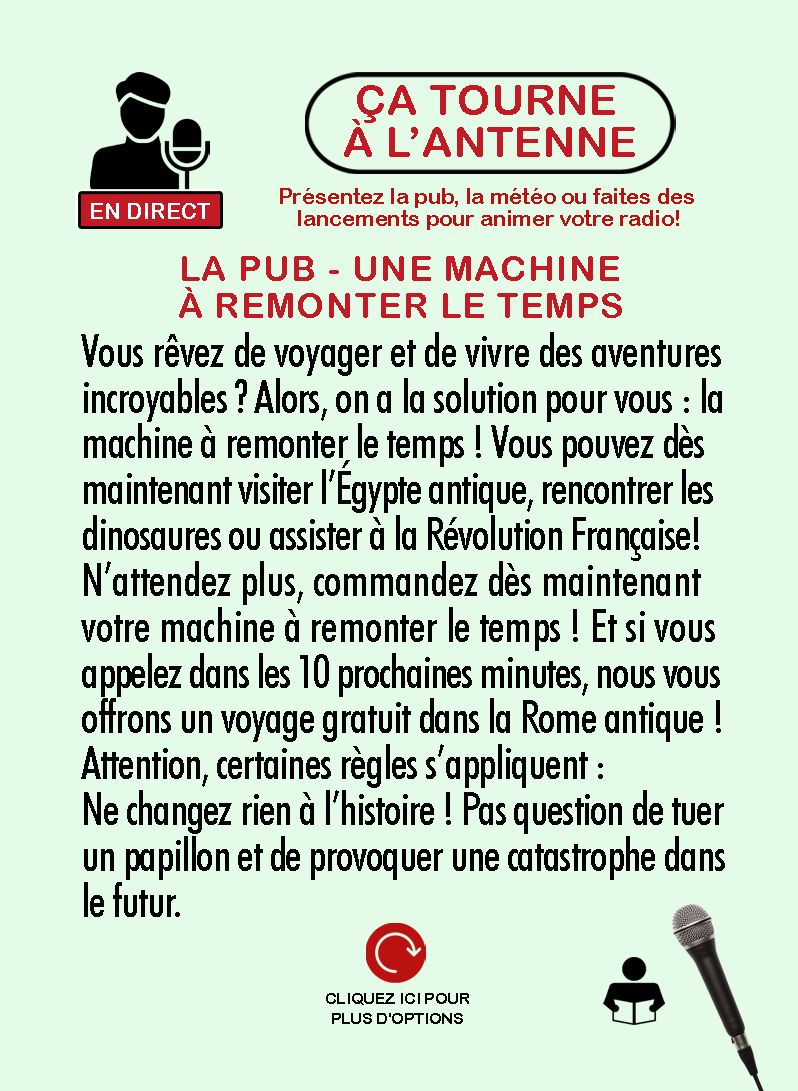 ÇA TOURNE
À L'ANTENNE
EN DIRECT
Présentez la pub, la météo ou faites des
lancements pour animer votre radio!
LA PUB - UNE MACHINE
À REMONTER LE TEMPS
Vous rêvez de voyager et de vivre des aventures
incroyables ? Alors, on a la solution pour vous : la
machine à remonter le temps ! Vous pouvez dès
maintenant visiter l'Égypte antique, rencontrer les
dinosaures ou assister à la Révolution Française!
N'attendez plus, commandez dès maintenant
votre machine à remonter le temps ! Et si vous
appelez dans les 10 prochaines minutes, nous vous
offrons un voyage gratuit dans la Rome antique !
Attention, certaines règles s'appliquent :
Ne changez rien à l'histoire ! Pas question de tuer
un papillon et de provoquer une catastrophe dans
le futur.
CLIQUEZ ICI POUR
PLUS D'OPTIONS